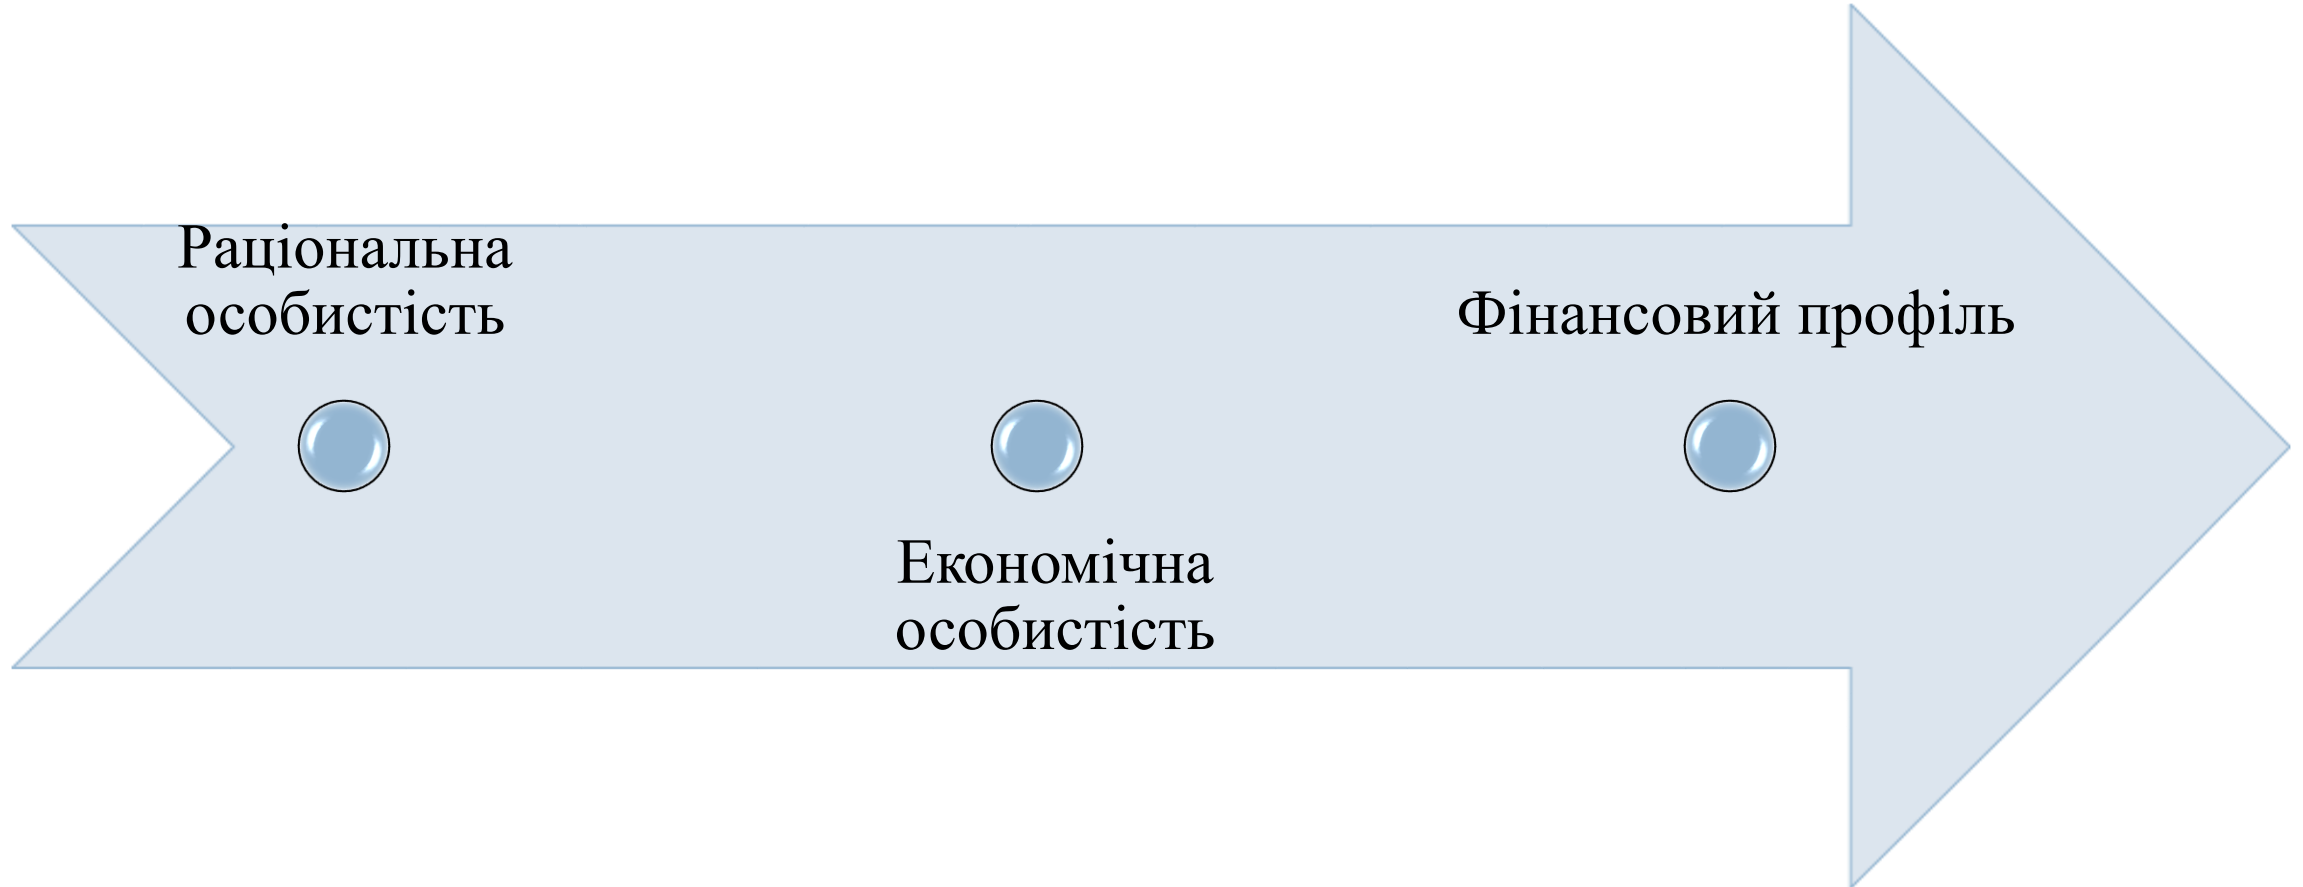 Раціональна
особистість
Економічна
особистість
Фінансовий профіль